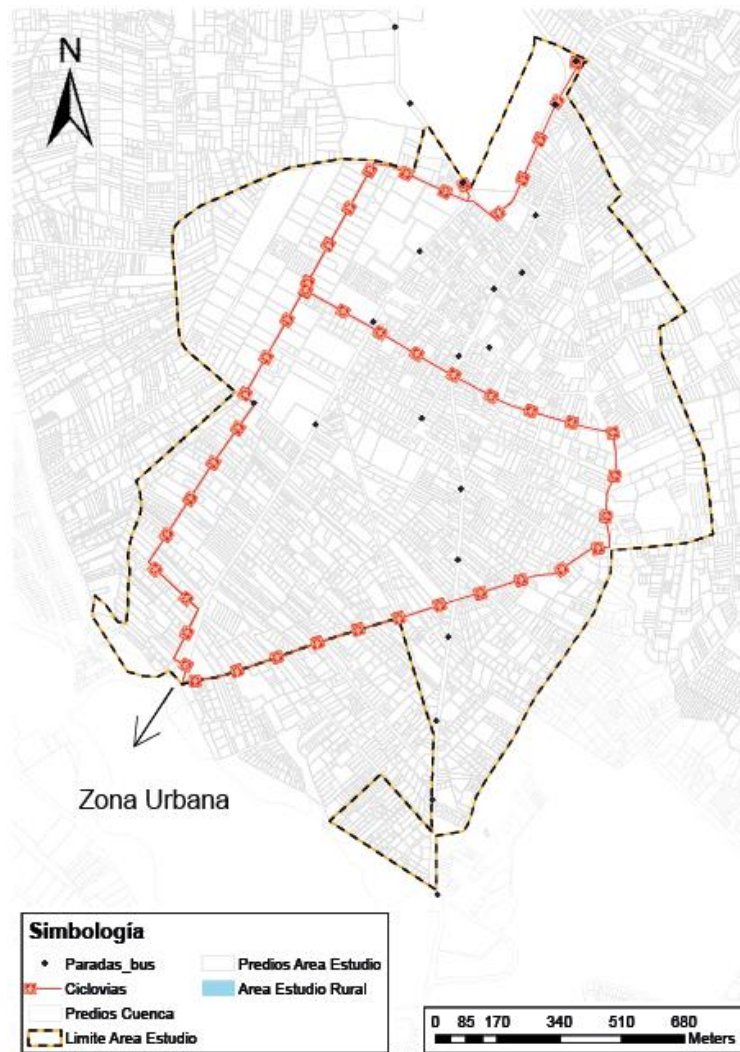 N
Zona Urbana
Simbología
Paradas_bus
Predios Area Estudio
Ciclovias
Area Estudio Rural
Predios Cuenca
Limite Area Estudio
0 85 170 340 510 680
Meters